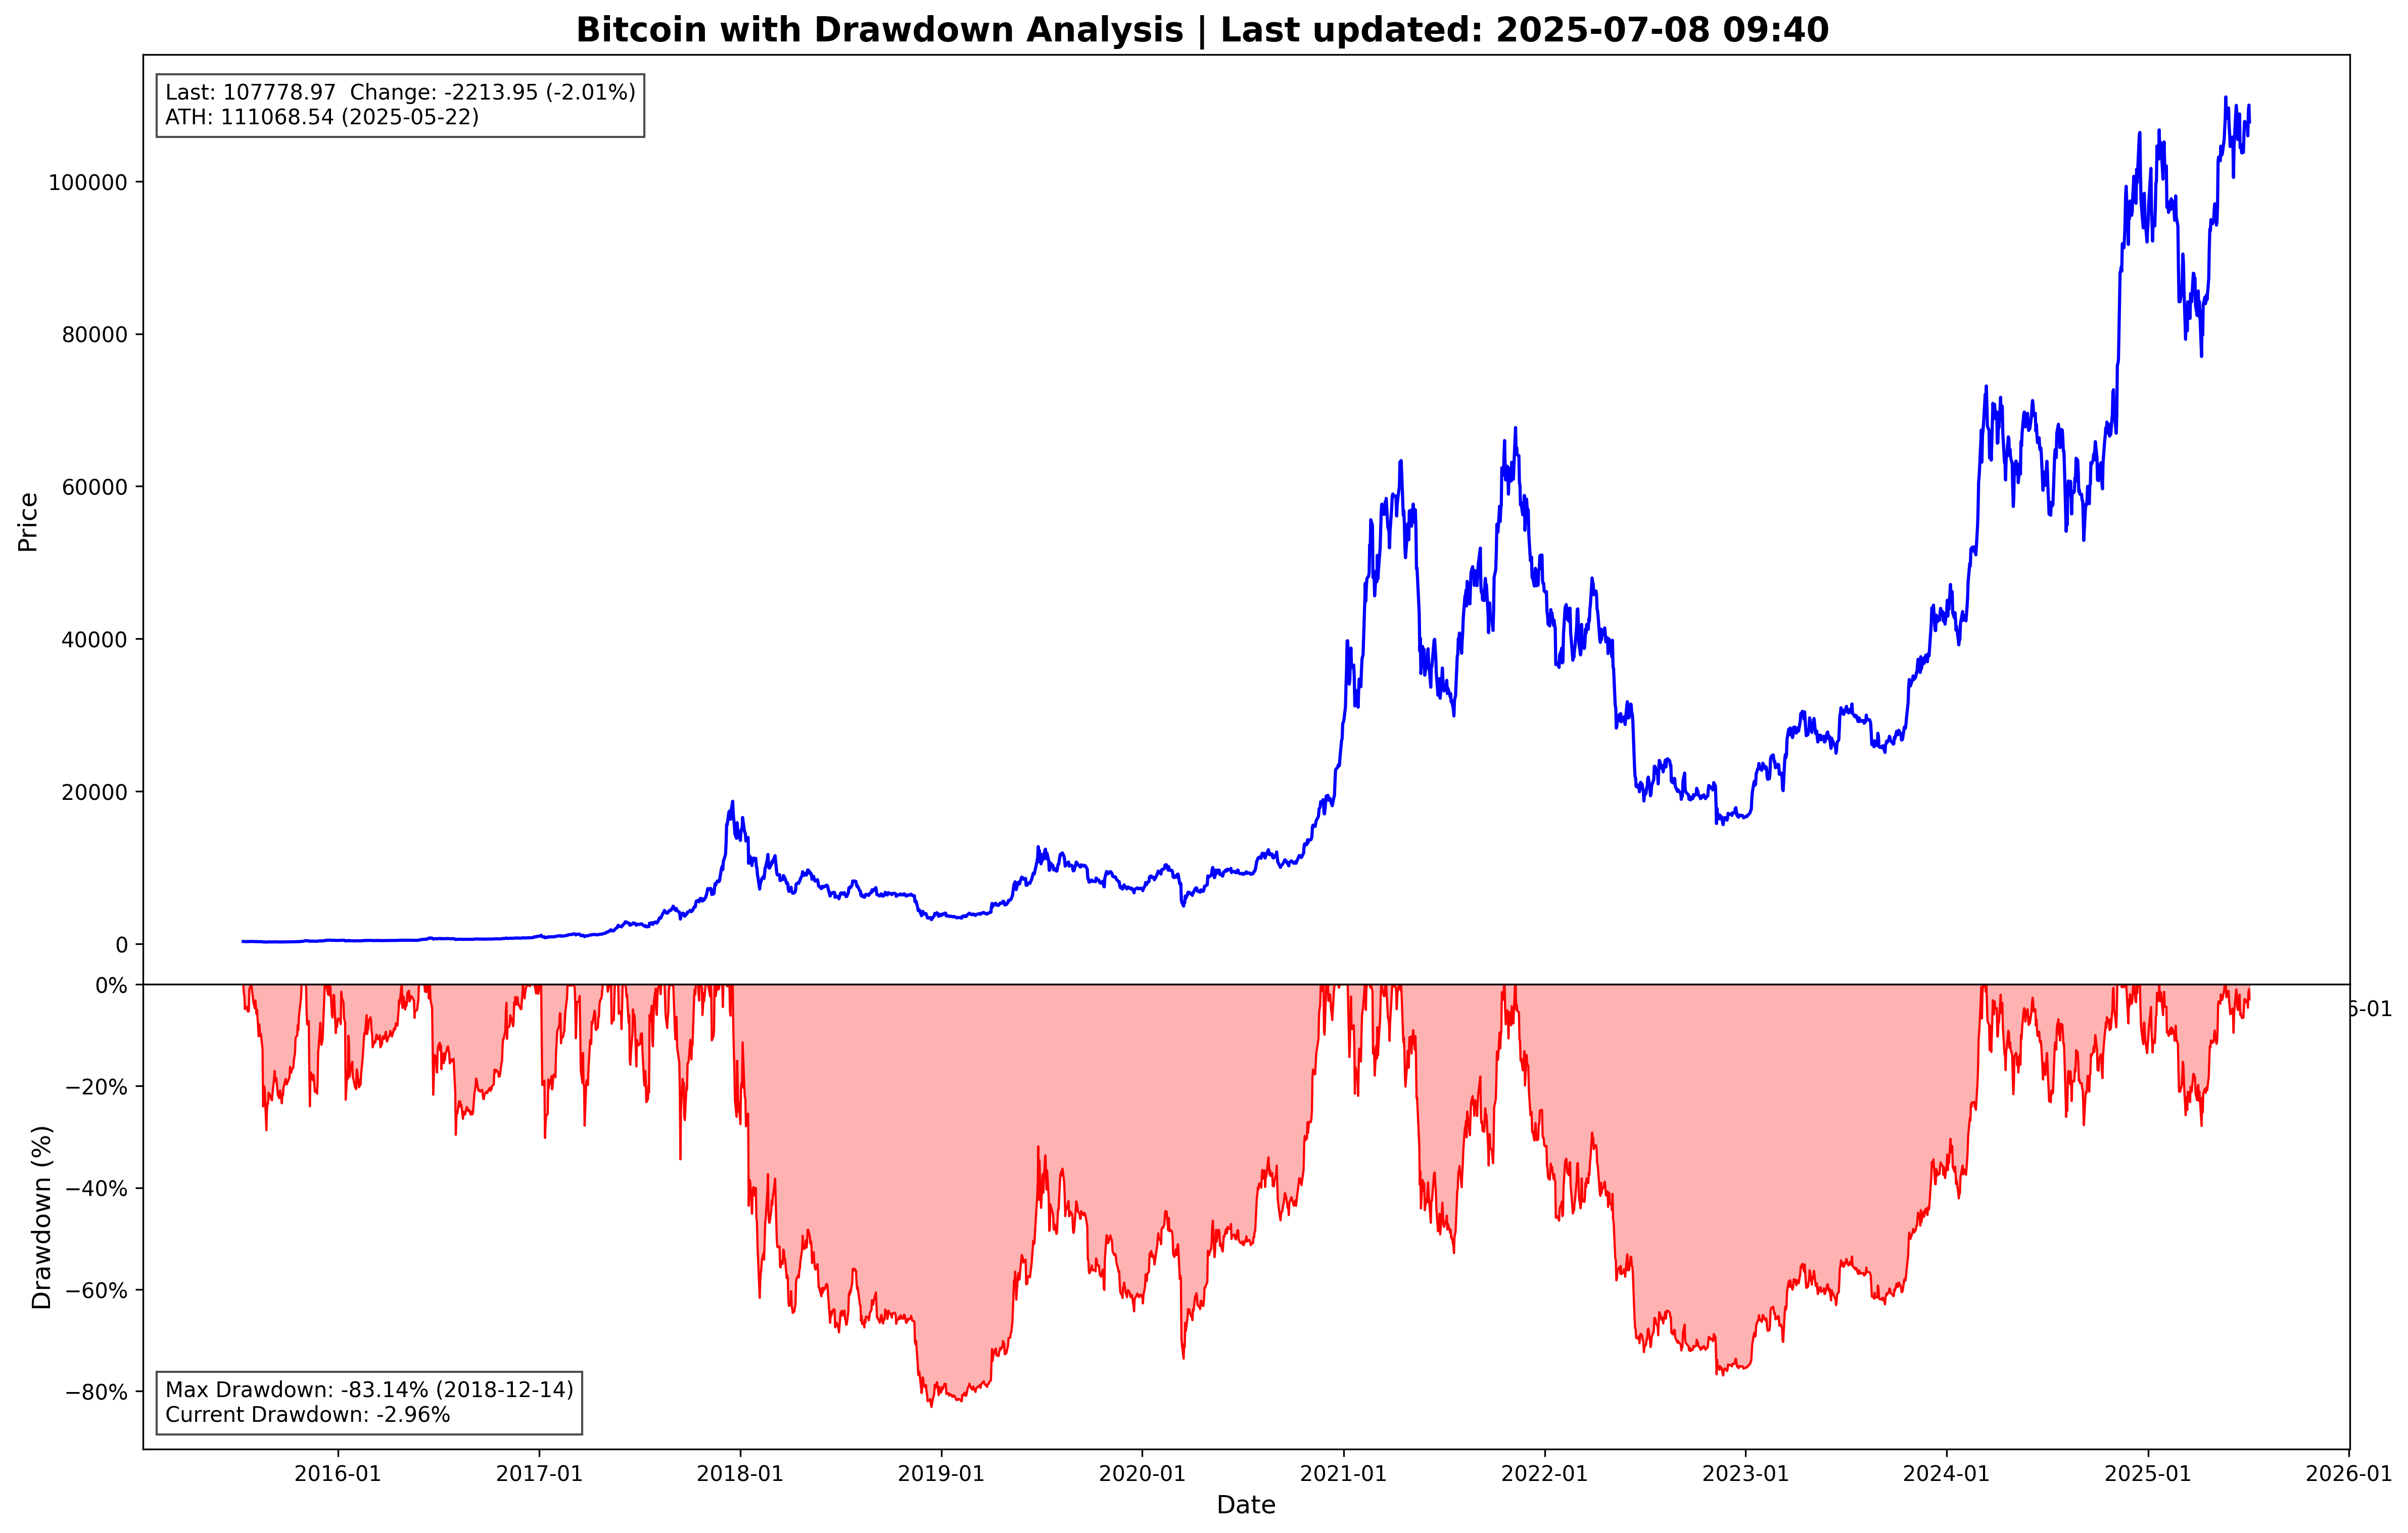 Bitcoin with Drawdown Analysis | Last updated: 2025-07-08 09:40
Last: 107778.97  Change: -2213.95 (-2.01%)
ATH: 111068.54 (2025-05-22)
100000
80000
60000
40000
20000
0
Price
0%
−20%
−40%
−60%
−80%
Drawdown (%)
6-01
Max Drawdown: -83.14% (2018-12-14)
Current Drawdown: -2.96%
2016-01 2017-01 2018-01 2019-01 2020-01 2021-01 2022-01 2023-01 2024-01 2025-01 2026-01
Date